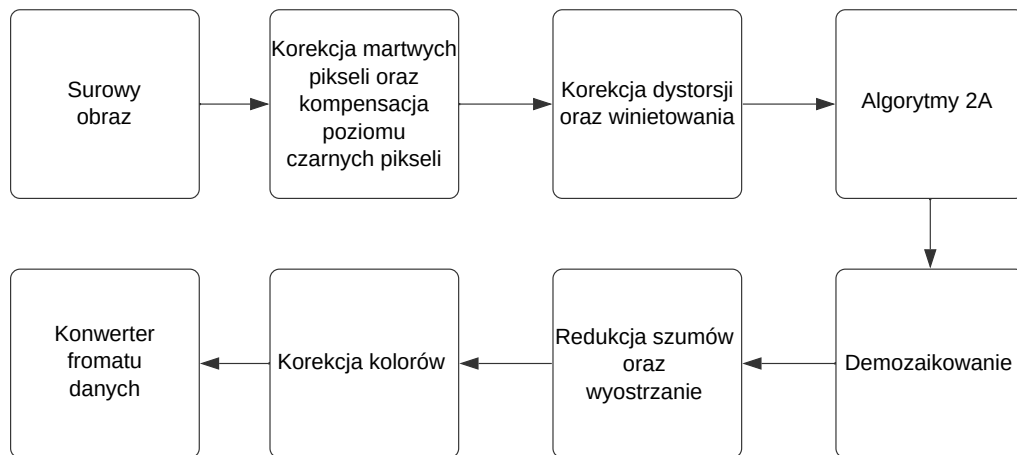 Surowy
obraz
Korekcja martwych
pikseli oraz
kompensacja
poziomu
czarnych pikseli
Korekcja dystorsji
oraz winietowania
Algorytmy 2A
Demozaikowanie
Redukcja szumów
oraz
wyostrzanie
Korekcja kolorów
Konwerter
fromatu
danych